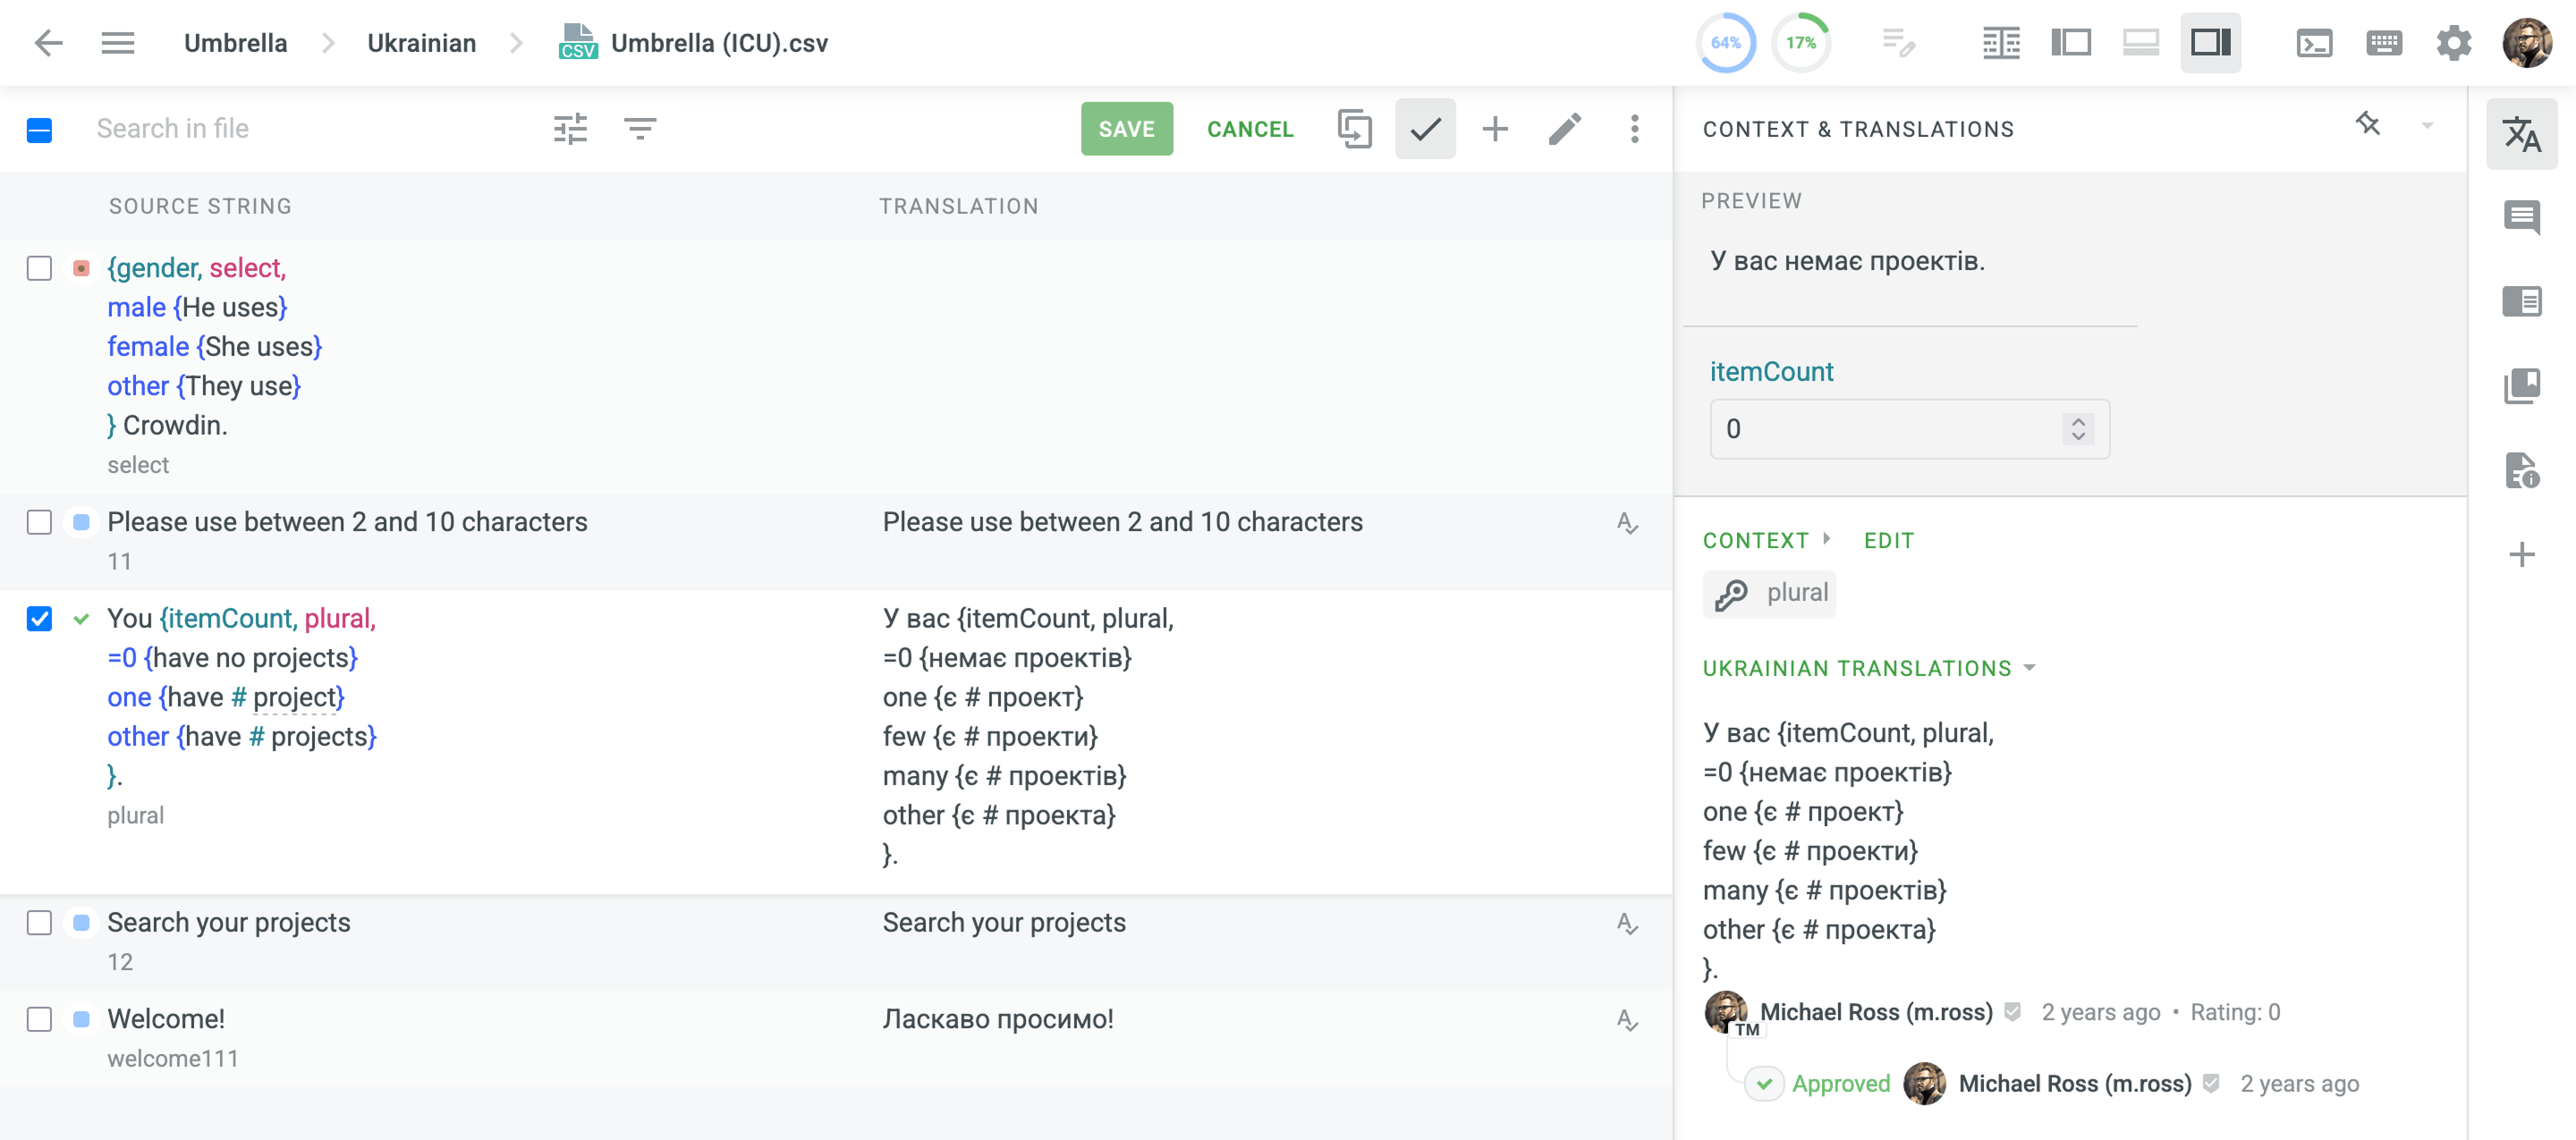 Umbrella
Ukrainian
CSV
Umbrella (ICU).csv
64%
17%
Search in file
SAVE
CANCEL
SOURCE STRING
TRANSLATION
{gender, select,
male {He uses}
female {She uses}
other {They use}
} Crowdin.
select
Please use between 2 and 10 characters
11
Please use between 2 and 10 characters
You {itemCount, plural,
=0 {have no projects}
one {have # project}
other {have # projects}
}.
plural
У вас {itemCount, plural,
=0 {немає проектів}
one {є # проект}
few {є # проекти}
many {є # проектів}
other {є # проекта}
}.
Search your projects
12
Search your projects
Welcome!
welcome111
Ласкаво просимо!
CONTEXT & TRANSLATIONS
PREVIEW
У вас немає проектів.
itemCount
0
CONTEXT
EDIT
plural
UKRAINIAN TRANSLATIONS
У вас {itemCount, plural,
=0 {немає проектів}
one {є # проект}
few {є # проекти}
many {є # проектів}
other {є # проекта}
}.
Michael Ross (m.ross) 2 years ago • Rating: 0
TM
Approved Michael Ross (m.ross) 2 years ago